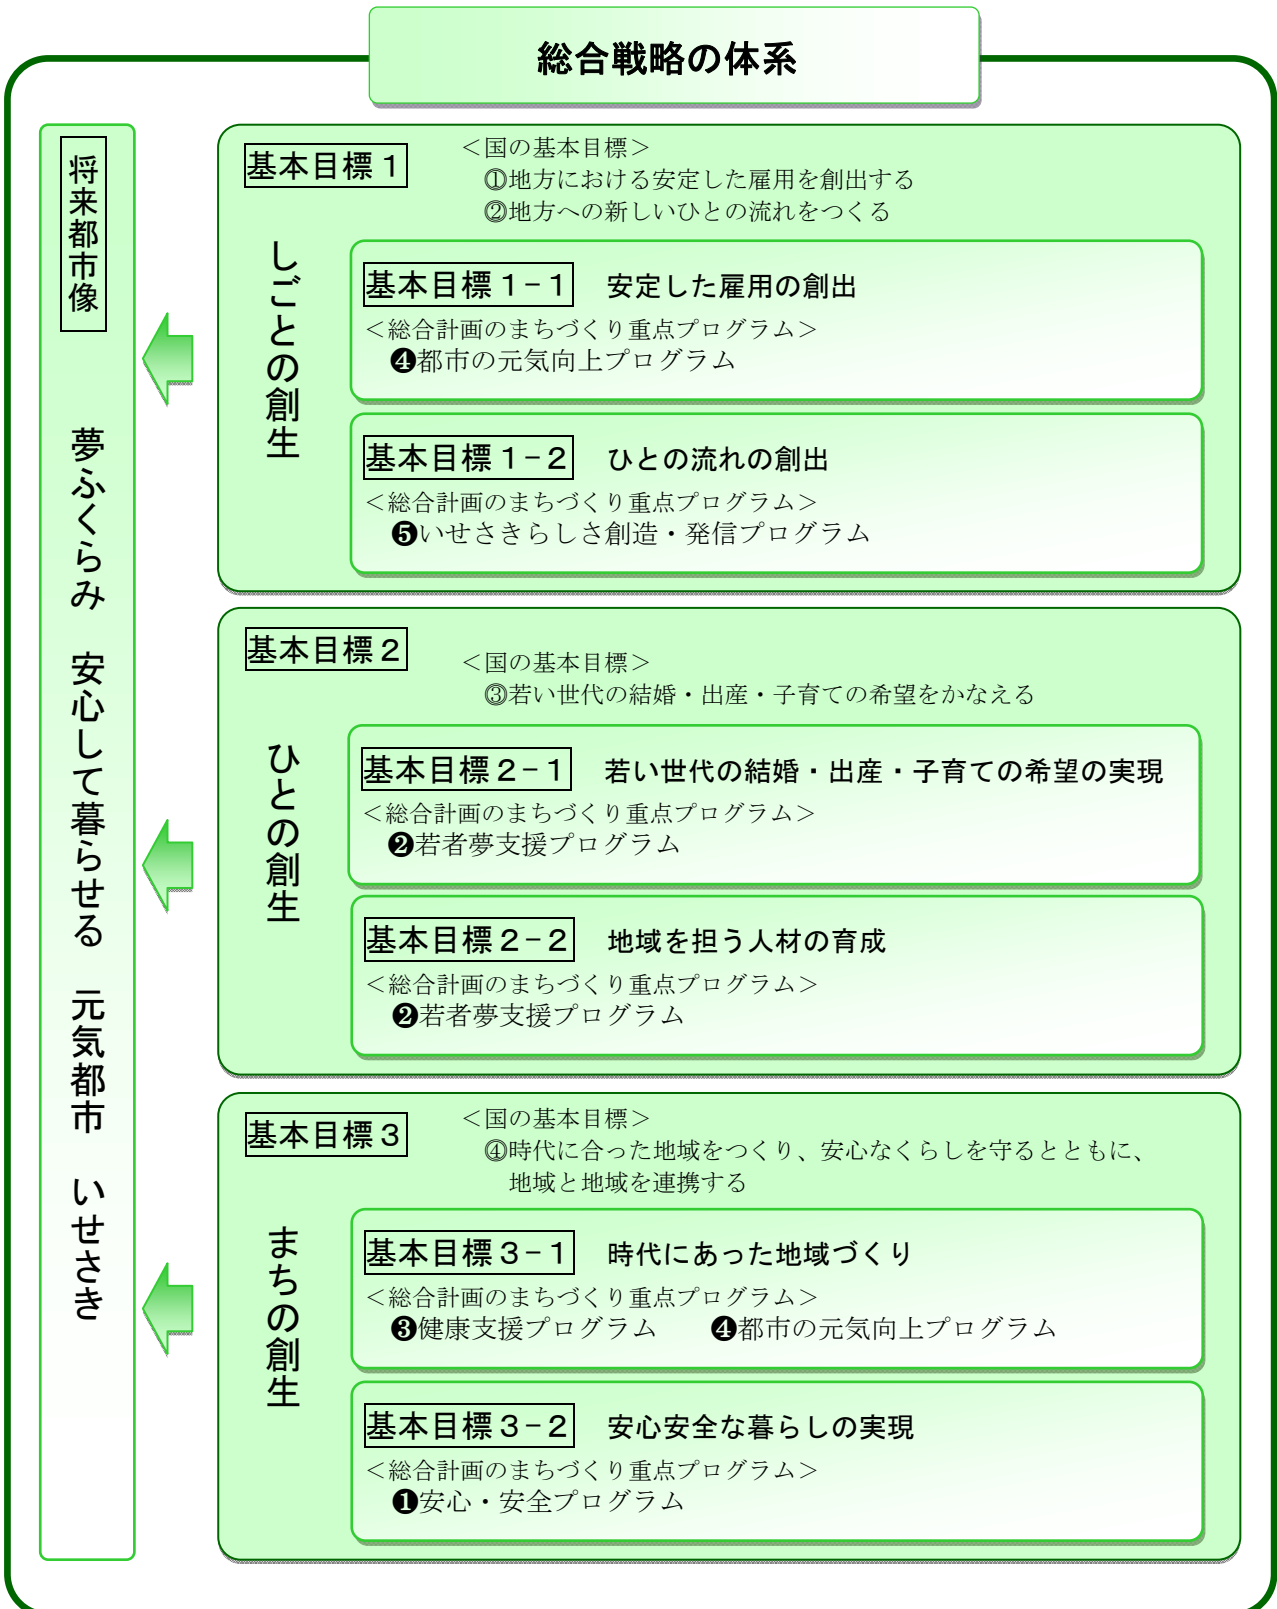 総合戦略の体系
将来都市像
夢ふくらみ　安心して暮らせる　元気都市　いせさき
基本目標１
＜国の基本目標＞
①地方における安定した雇用を創出する
②地方への新しいひとの流れをつくる
しごとの創生
基本目標１−１　安定した雇用の創出
＜総合計画のまちづくり重点プログラム＞
❹都市の元気向上プログラム
基本目標１−２　ひとの流れの創出
＜総合計画のまちづくり重点プログラム＞
❺いせさきらしさ創造・発信プログラム
基本目標２
＜国の基本目標＞
③若い世代の結婚・出産・子育ての希望をかなえる
ひとの創生
基本目標２−１　若い世代の結婚・出産・子育ての希望の実現
＜総合計画のまちづくり重点プログラム＞
❷若者夢支援プログラム
基本目標２−２　地域を担う人材の育成
＜総合計画のまちづくり重点プログラム＞
❷若者夢支援プログラム
基本目標３
＜国の基本目標＞
④時代に合った地域をつくり、安心なくらしを守るとともに、
地域と地域を連携する
まちの創生
基本目標３−１　時代にあった地域づくり
＜総合計画のまちづくり重点プログラム＞
❸健康支援プログラム　❹都市の元気向上プログラム
基本目標３−２　安心安全な暮らしの実現
＜総合計画のまちづくり重点プログラム＞
❶安心・安全プログラム